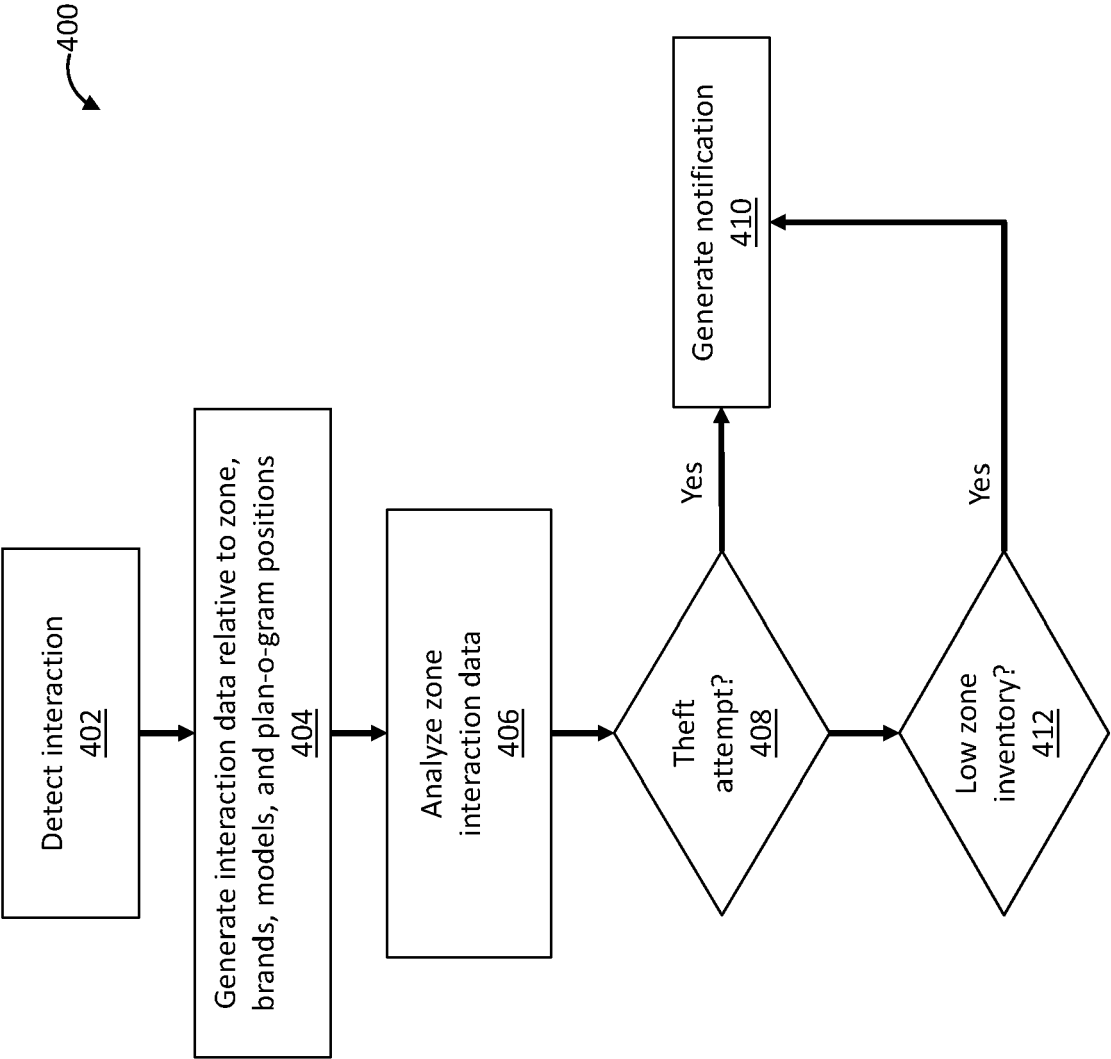 400
Detect interaction
402
Generate interaction data relative to zone,
brands, models, and plan-o-gram positions
404
Analyze zone
interaction data
406
Theft
attempt?
408
Yes
Generate notification
410
Low zone
inventory?
412
Yes